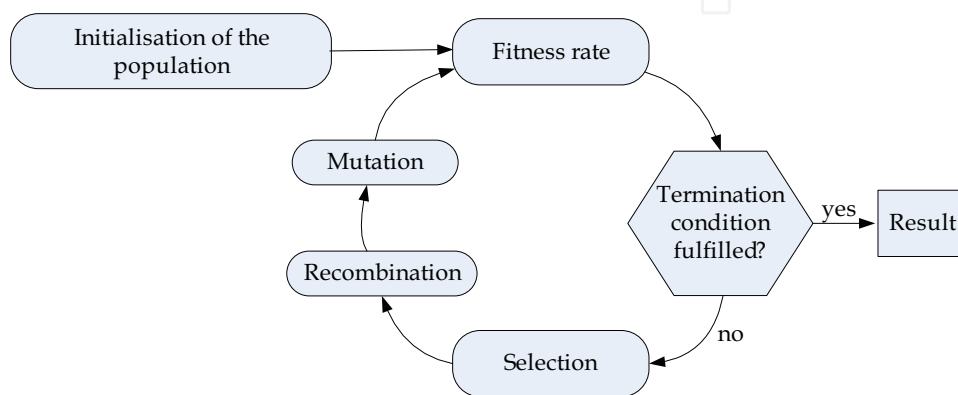 Initialisation of the
population
Fitness rate
Mutation
Termination
condition
fulfilled?
yes
Result
Recombination
no
Selection